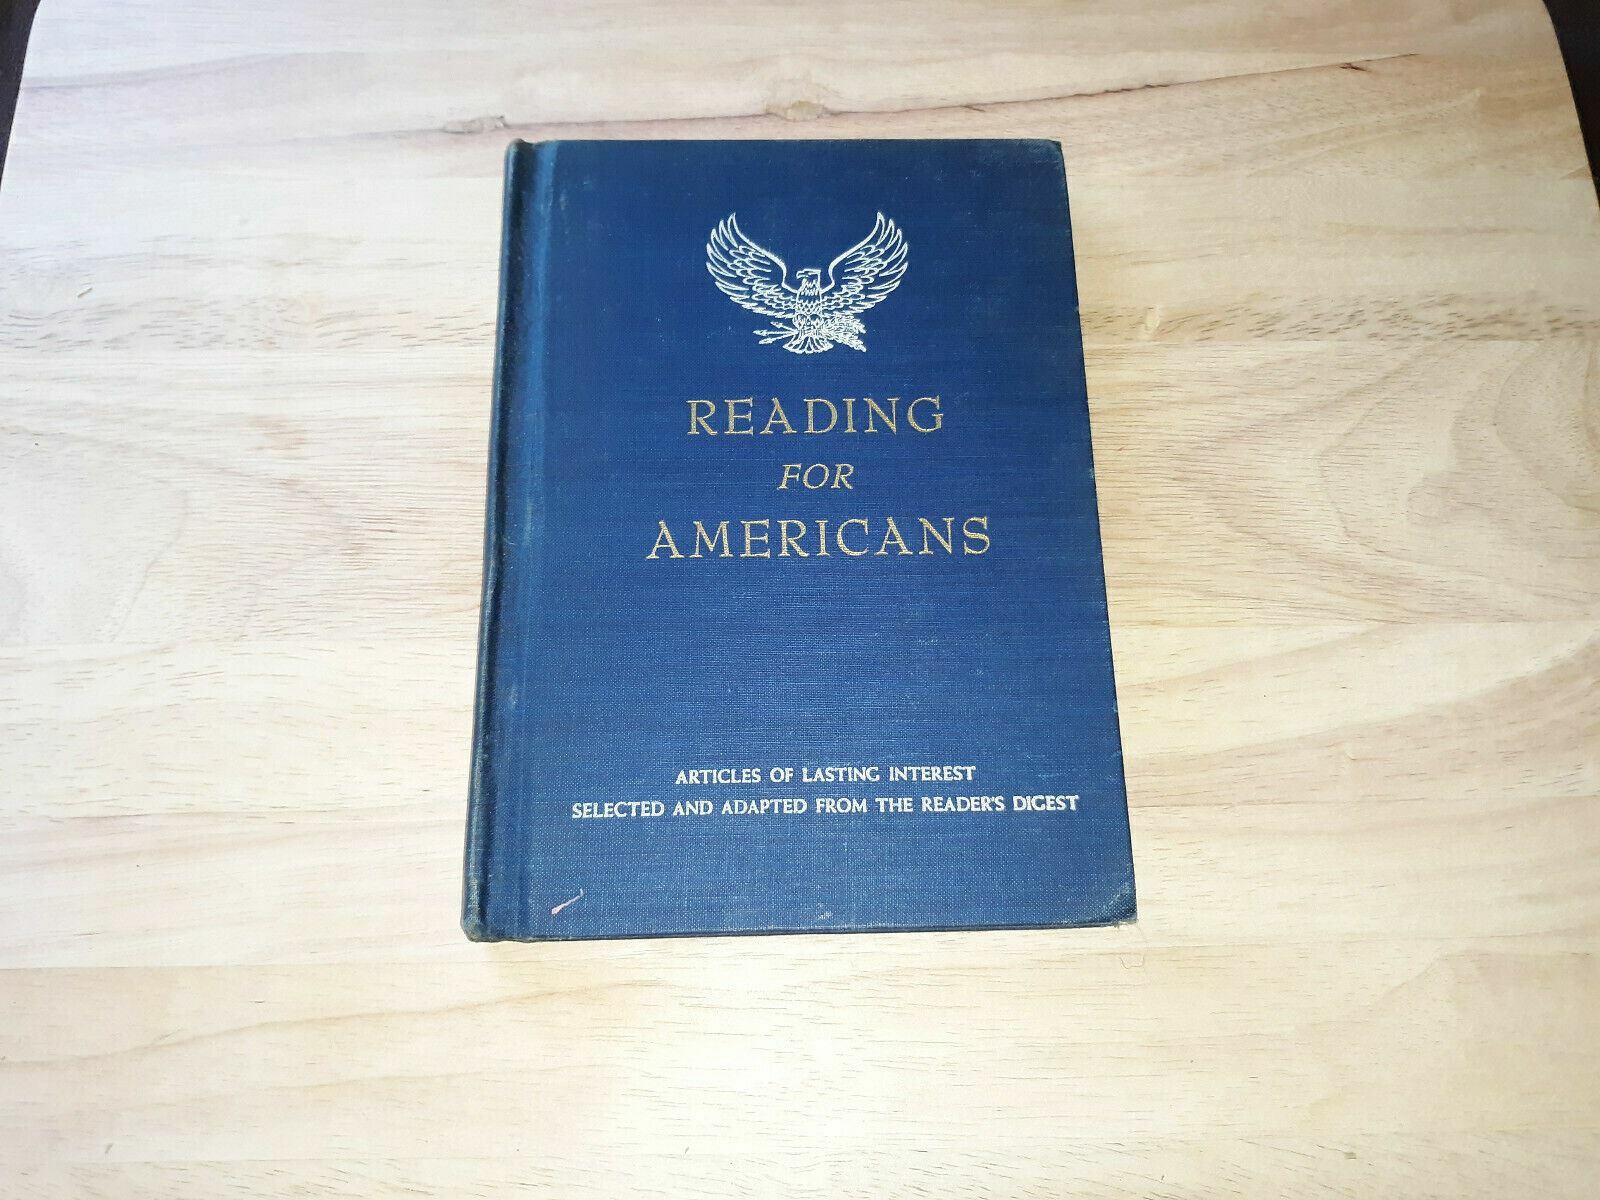 READING
FOR
AMERICANS
ARTICLES OF LASTING INTEREST
SELECTED AND ADAPTED FROM THE READER'S DIGEST